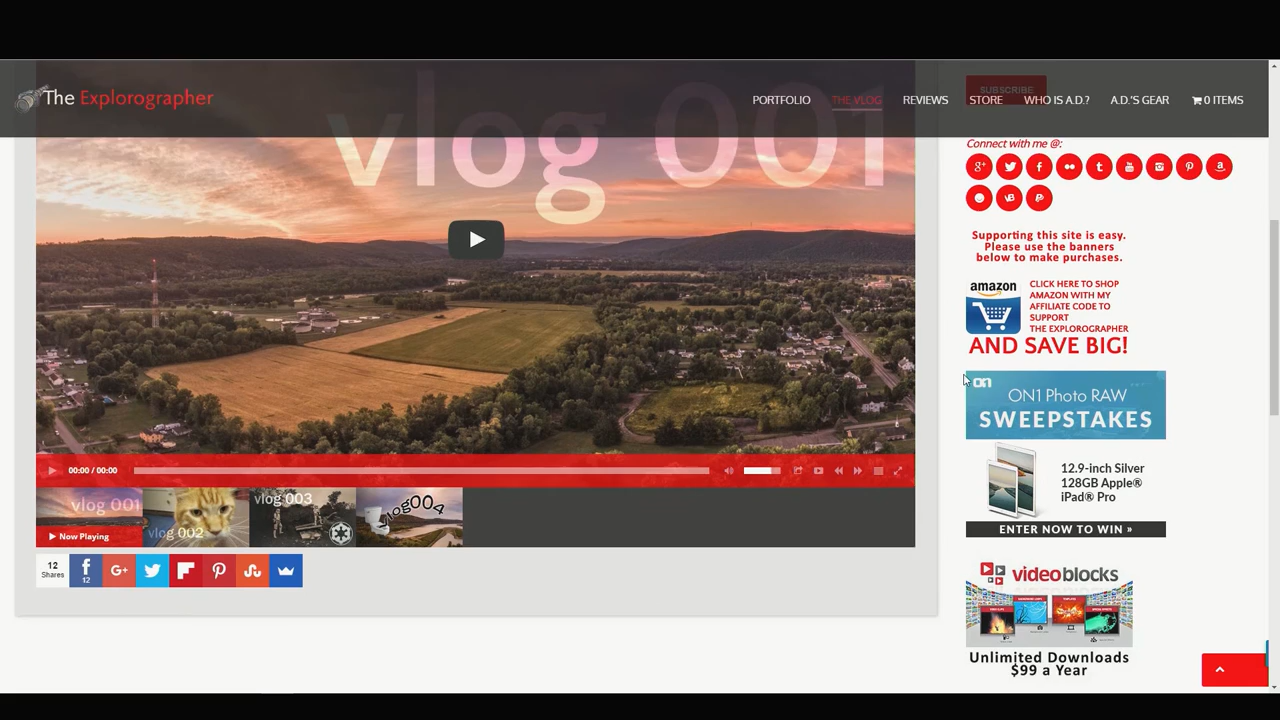 The Explorographer
PORTFOLIO THE VLOG REVIEWS STORE WHO IS A.D.? A.D.'S GEAR 0 ITEMS
SUBSCRIBE
vlog 001
Connect with me @:
Supporting this site is easy.
Please use the banners
below to make purchases.
amazon
CLICK HERE TO SHOP
AMAZON WITH MY
AFFILIATE CODE TO
SUPPORT
THE EXPLOROGRAPHER
AND SAVE BIG!
on
ON1 Photo RAW
SWEEPSTAKES
12.9-inch Silver
128GB Apple®
iPad® Pro
ENTER NOW TO WIN »
videoblocks
Unlimited Downloads
$99 a Year
00:00 / 00:00
vlog 001
Now Playing
vlog 002
vlog 003
vlog004
12
Shares
12